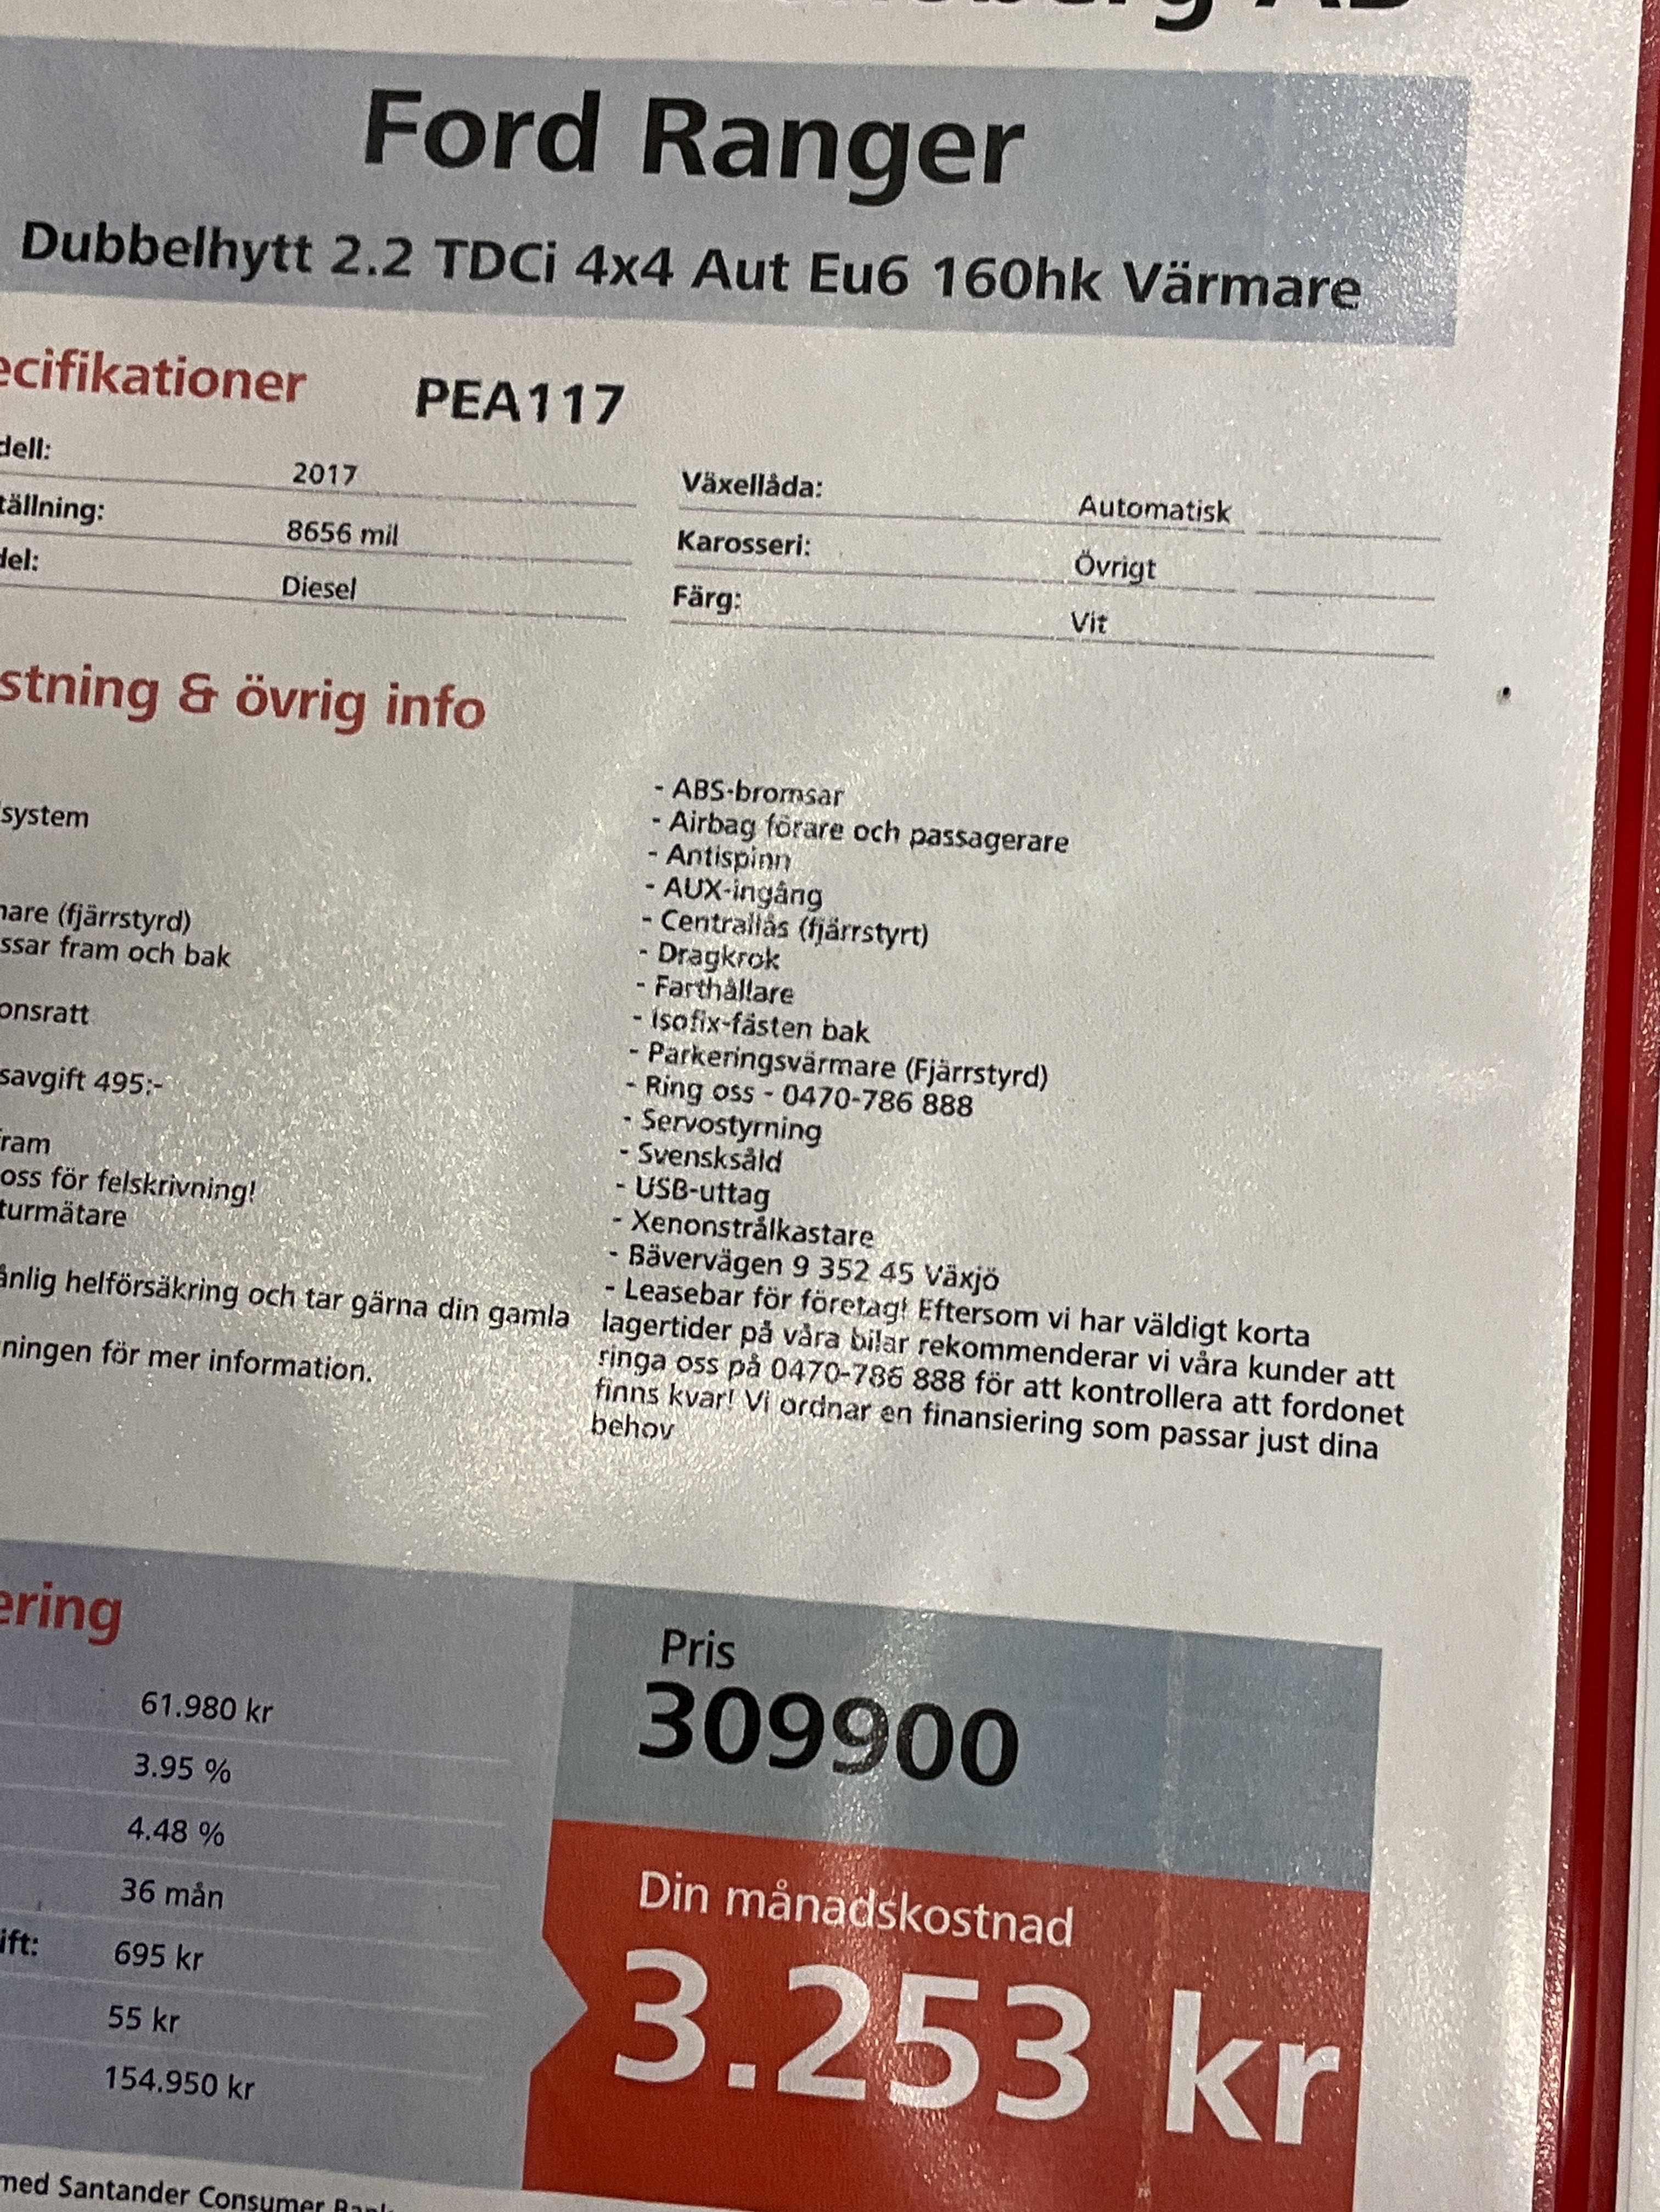 AB
Ford Ranger
Dubbelhytt 2.2 TDCi 4x4 Aut Eu6 160hk Värmare
ecifikationer
PEA117
dell: 2017
tällning: 8656 mil
del: Diesel
Växellåda: Automatisk
Karosseri: Övrigt
Färg: Vit
stning & övrig info
system
nare (fjärrstyrd)
ssar fram och bak
onsratt
savgift 495:-
fram
oss för felskrivning!
turmätare
ånlig helförsäkring och tar gärna din gamla
ningen för mer information.
- ABS-bromsar
- Airbag förare och passagerare
- Antispinn
- AUX-ingång
- Centrallås (fjärrstyrt)
- Dragkrok
- Farthållare
- Isofix-fästen bak
- Parkeringsvärmare (Fjärrstyrd)
- Ring oss - 0470-786 888
- Servostyrning
- Svensksåld
- USB-uttag
- Xenonstrålkastare
- Bävervägen 9 352 45 Växjö
- Leasebar för företag! Eftersom vi har väldigt korta
lagertider på våra bilar rekommenderar vi våra kunder att
ringa oss på 0470-786 888 för att kontrollera att fordonet
finns kvar! Vi ordnar en finansiering som passar just dina
behov
ering
61.980 kr
3.95 %
4.48 %
36 mån
ift: 695 kr
55 kr
154.950 kr
Pris
309900
Din månadskostnad
3.253 kr
med Santander Consumer Bank